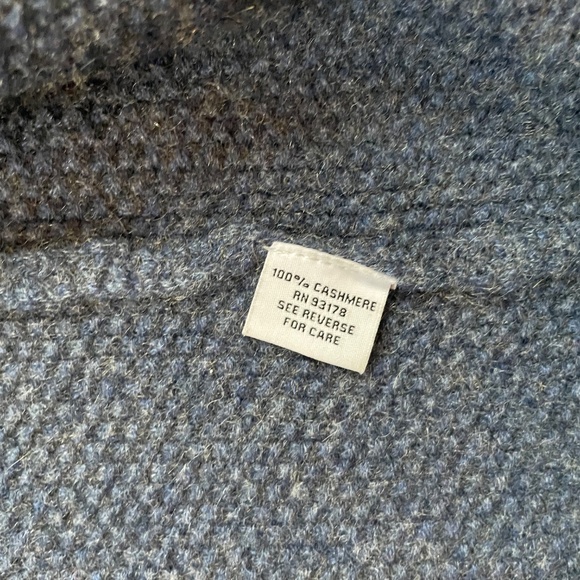 100% CASHMERE
RN 93178
SEE REVERSE
FOR CARE